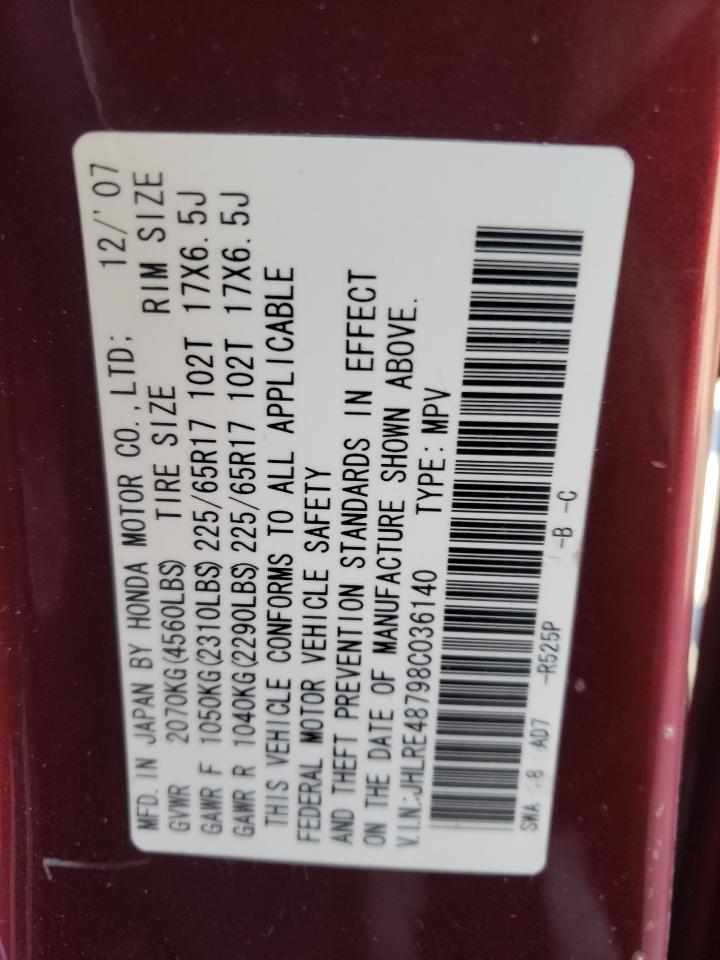 MFD. IN JAPAN BY HONDA MOTOR CO., LTD; 12/'07
GVWR 2070KG(4560LBS) TIRE SIZE RIM SIZE
GAWR F 1050KG(2310LBS) 225/65R17 102T 17X6.5J
GAWR R 1040KG(2290LBS) 225/65R17 102T 17X6.5J
THIS VEHICLE CONFORMS TO ALL APPLICABLE
FEDERAL MOTOR VEHICLE SAFETY
AND THEFT PREVENTION STANDARDS IN EFFECT
ON THE DATE OF MANUFACTURE SHOWN ABOVE.
V.I.N.:JHLRE48798C036140 TYPE: MPV
SWA 8 AD7 -R525P -B -C